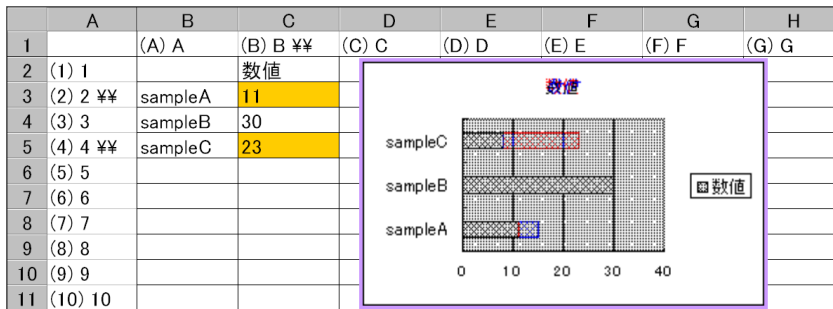 A B C D E F G H
1 (A) A (B) B ¥¥ (C) C (D) D (E) E (F) F (G) G
2 (1) 1 数値
3 (2) 2 ¥¥ sampleA 11
4 (3) 3 sampleB 30
5 (4) 4 ¥¥ sampleC 23
6 (5) 5
7 (6) 6
8 (7) 7
9 (8) 8
10 (9) 9
11 (10) 10
数値
sampleC
sampleB
sampleA
数値
0 10 20 30 40